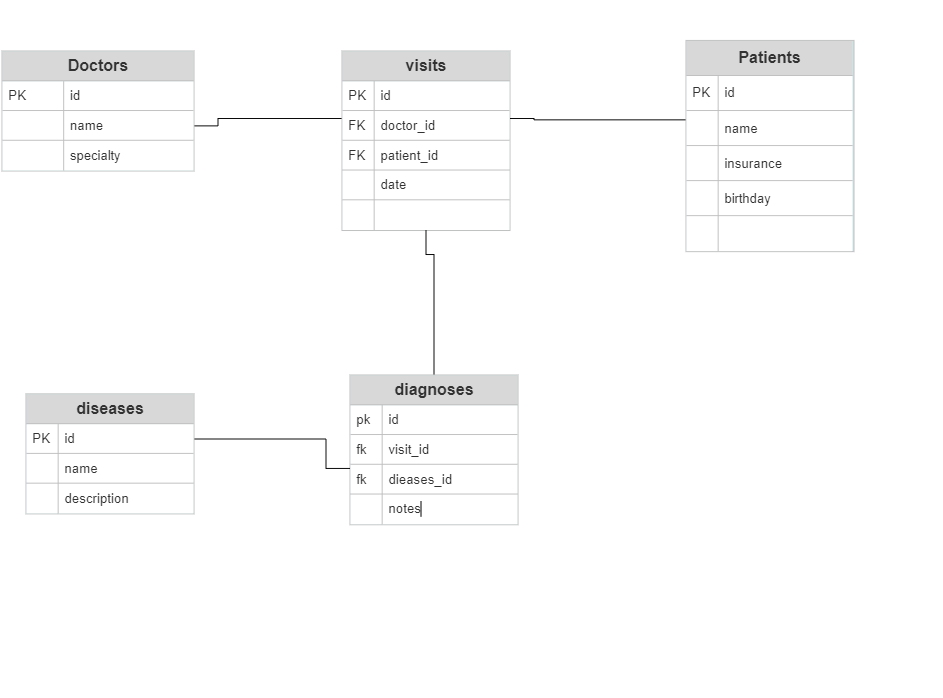 Doctors
PK id
name
specialty
visits
PK id
FK doctor_id
FK patient_id
date
Patients
PK id
name
insurance
birthday
diseases
PK id
name
description
diagnoses
pk id
fk visit_id
fk dieases_id
notes